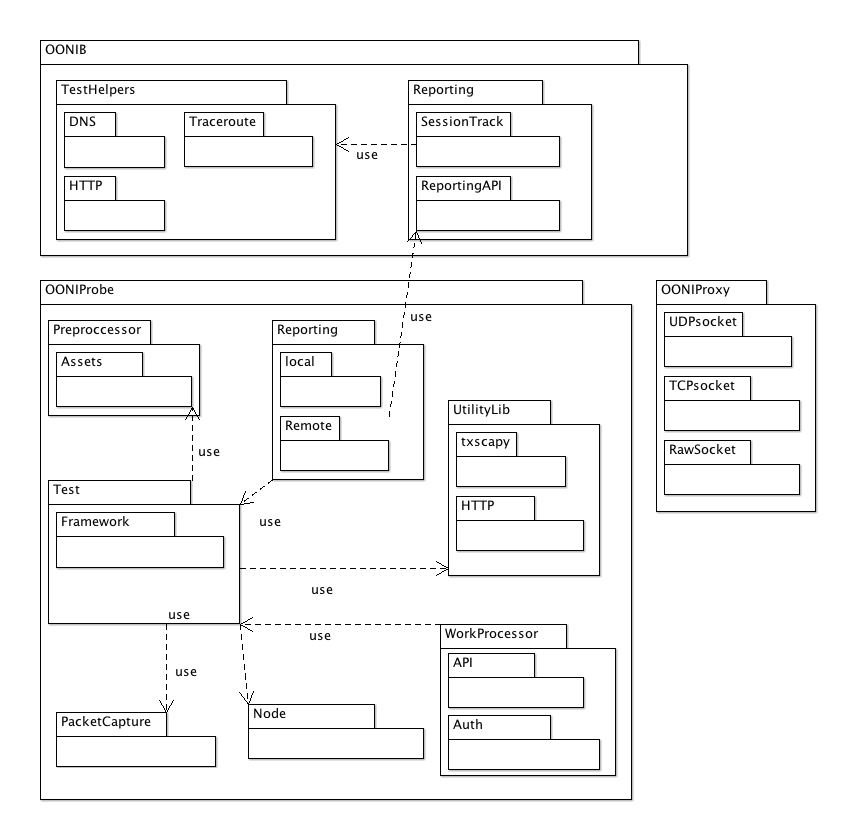 OONIB
TestHelpers
DNS
Traceroute
HTTP
Reporting
SessionTrack
ReportingAPI
use
OONIProbe
Preproccessor
Assets
use
Reporting
local
Remote
use
UtilityLib
txscapy
HTTP
Test
Framework
use
use
use
use
use
WorkProcessor
API
Auth
PacketCapture
Node
OONIProxy
UDPsocket
TCPsocket
RawSocket